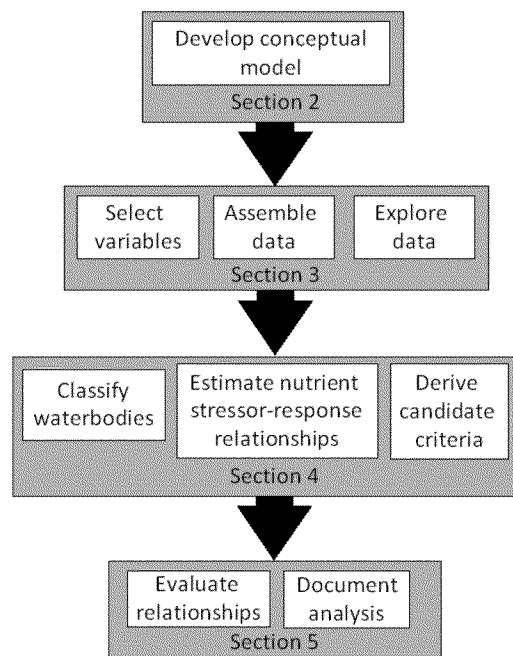 Develop conceptual
model
Section 2
Select
variables
Assemble
data
Explore
data
Section 3
Classify
waterbodies
Estimate nutrient
stressor-response
relationships
Derive
candidate
criteria
Section 4
Evaluate
relationships
Document
analysis
Section 5